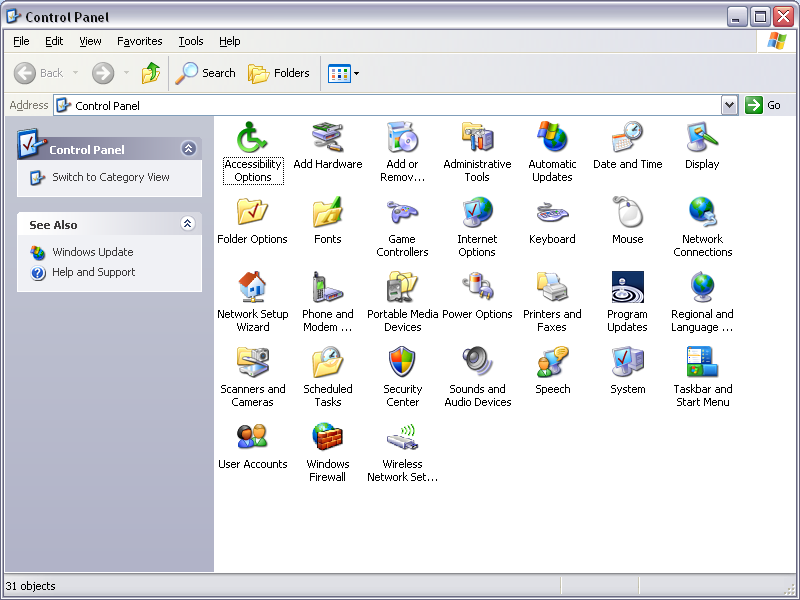 Control Panel
File Edit View Favorites Tools Help
Back Search Folders
Address Control Panel Go
Control Panel
Switch to Category View
See Also
Windows Update
Help and Support
Accessibility
Options
Add Hardware
Add or
Remov...
Administrative
Tools
Automatic
Updates
Date and Time
Display
Folder Options
Fonts
Game
Controllers
Internet
Options
Keyboard
Mouse
Network
Connections
Network Setup
Wizard
Phone and
Modem ...
Portable Media
Devices
Power Options
Printers and
Faxes
Program
Updates
Regional and
Language ...
Scanners and
Cameras
Scheduled
Tasks
Security
Center
Sounds and
Audio Devices
Speech
System
Taskbar and
Start Menu
User Accounts
Windows
Firewall
Wireless
Network Set...
31 objects